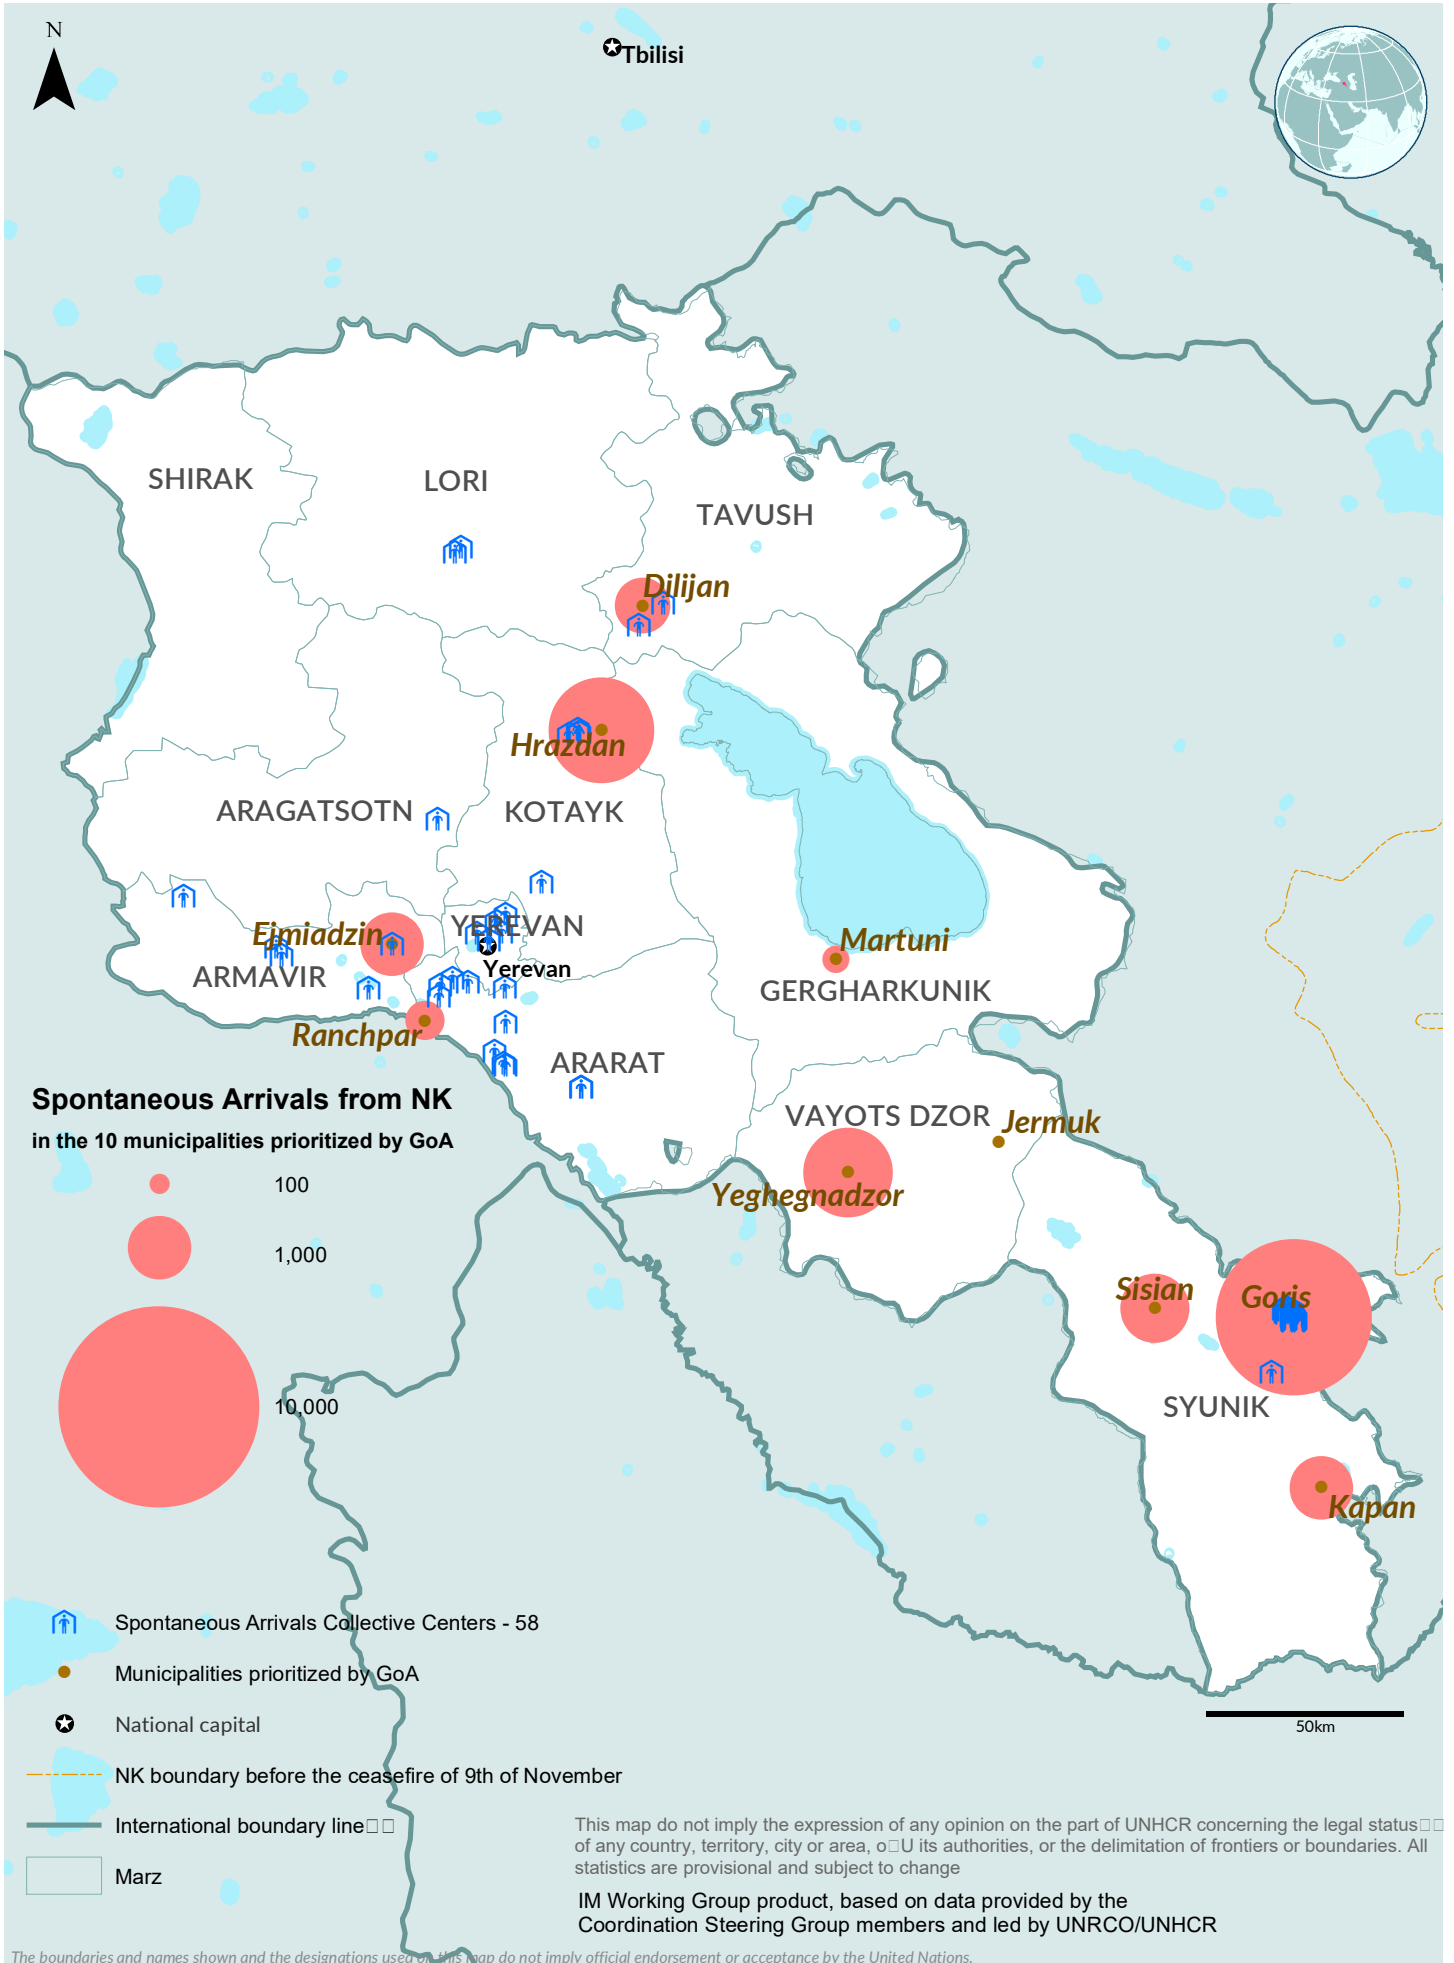 N
Tbilisi
SHIRAK
LORI
TAVUSH
Dilijan
Hrazdan
ARAGATSOTN
KOTAYK
Ejmiadzin
YEREVAN
Yerevan
ARMAVIR
Martuni
GERGHARKUNIK
Ranchpar
ARARAT
VAYOTS DZOR
Jermuk
Yeghegnadzor
Sisian
Goris
SYUNIK
Kapan
Spontaneous Arrivals from NK
in the 10 municipalities prioritized by GoA
100
1,000
10,000
Spontaneous Arrivals Collective Centers - 58
Municipalities prioritized by GoA
National capital
NK boundary before the ceasefire of 9th of November
International boundary line□□
Marz
50km
This map do not imply the expression of any opinion on the part of UNHCR concerning the legal status□□
of any country, territory, city or area, o□U its authorities, or the delimitation of frontiers or boundaries. All
statistics are provisional and subject to change
IM Working Group product, based on data provided by the
Coordination Steering Group members and led by UNRCO/UNHCR
The boundaries and names shown and the designations used on this map do not imply official endorsement or acceptance by the United Nations.